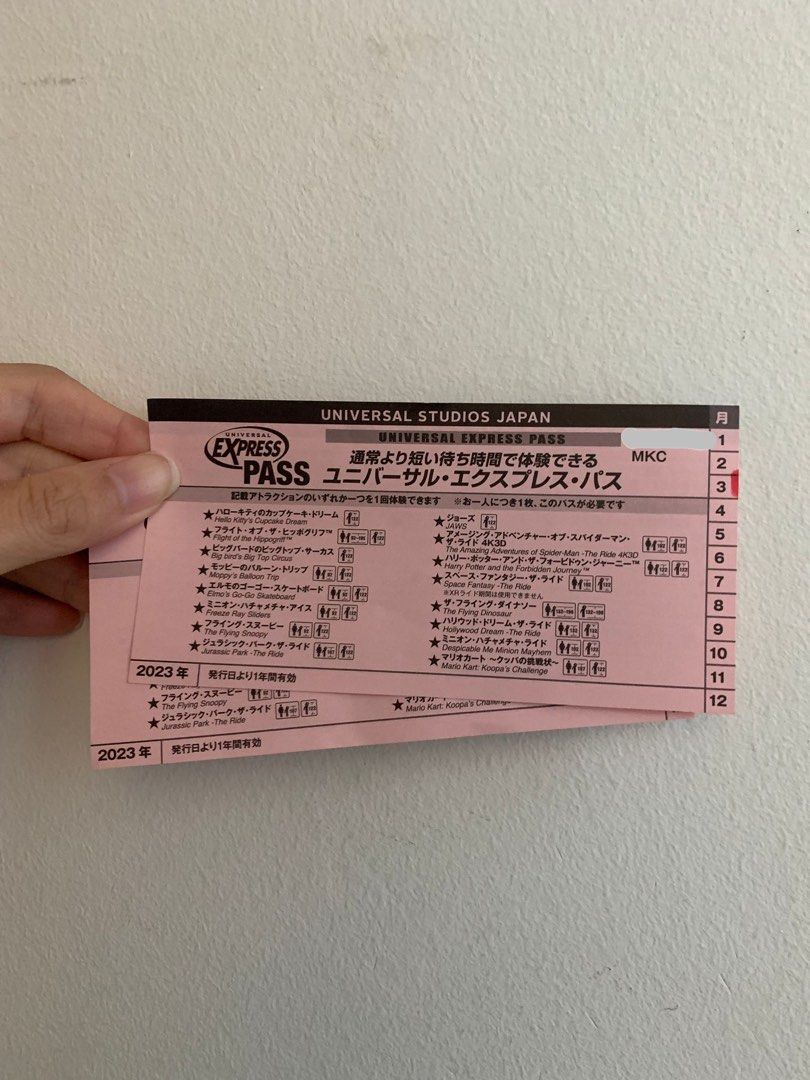 UNIVERSAL STUDIOS JAPAN
月
UNIVERSAL EXPRESS PASS
UNIVERSAL
EXPRESS
PASS
通常より短い待ち時間で体験できる
ユニバーサル・エクスプレス・パス
MKC
1
2
3
4
5
6
7
8
9
10
11
12
記載アトラクションのいずれか一つを1回体験できます ※お一人につき1枚、このパスが必要です
★ハローキティのカップケーキ・ドリーム
Hello Kitty's Cupcake Dream
★フライト・オブ・ザ・ヒッポグリフ™
Flight of the Hippogriff™
★ビッグバードのビッグトップ・サーカス
Big bird's Big Top Circus
★モッピーのバルーン・トリップ
Moppy's Balloon Trip
★エルモのゴーゴー・スケートボード
Elmo's Go-Go Skateboard
★ミニオン・ハチャメチャ・アイス
Freeze Ray Sliders
★フライング・スヌーピー
The Flying Snoopy
★ジュラシック・パーク・ザ・ライド
Jurassic Park -The Ride
★ジョーズ
JAWS
★アメージング・アドベンチャー・オブ・スパイダーマン・
ザ・ライド 4K3D
The Amazing Adventures of Spider-Man -The Ride 4K3D
★ハリー・ポッター・アンド・ザ・フォービドゥン・ジャーニー™
Harry Potter and the Forbidden Journey™
★スペース・ファンタジー・ザ・ライド
Space Fantasy -The Ride
※XRライド期間は使用できません
★ザ・フライング・ダイナソー
The Flying Dinosaur
★ハリウッド・ドリーム・ザ・ライド
Hollywood Dream -The Ride
★ミニオン・ハチャメチャ・ライド
Despicable Me Minion Mayhem
★マリオカート ～クッパの挑戦状～
Mario Kart: Koopa's Challenge
2023年
発行日より1年間有効
★フライング・スヌーピー
The Flying Snoopy
★ジュラシック・パーク・ザ・ライド
Jurassic Park -The Ride
★マリオカ
Mario Kart: Koopa's Challenge
2023年
発行日より1年間有効